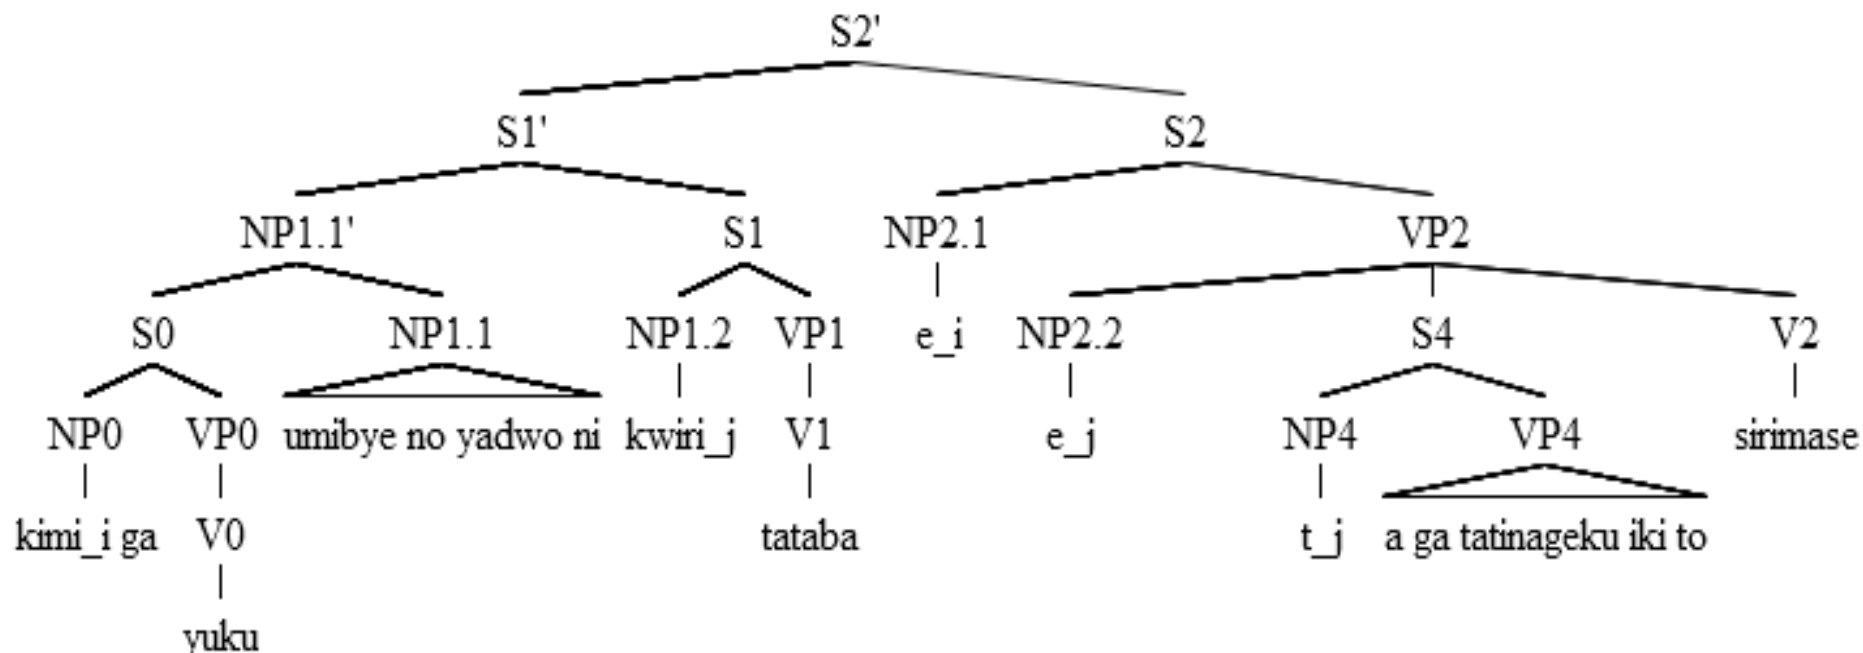 S2'
S1' S2
NP1.1' S1 NP2.1 VP2
S0 NP1.1 NP1.2 VP1 e_i NP2.2 S4 V2
NP0 VP0 umibye no yadwo ni kwiri_j V1 e_j NP4 VP4 sirimase
kimi_i ga V0 tataba t_j a ga tatinageku iki to
yuku